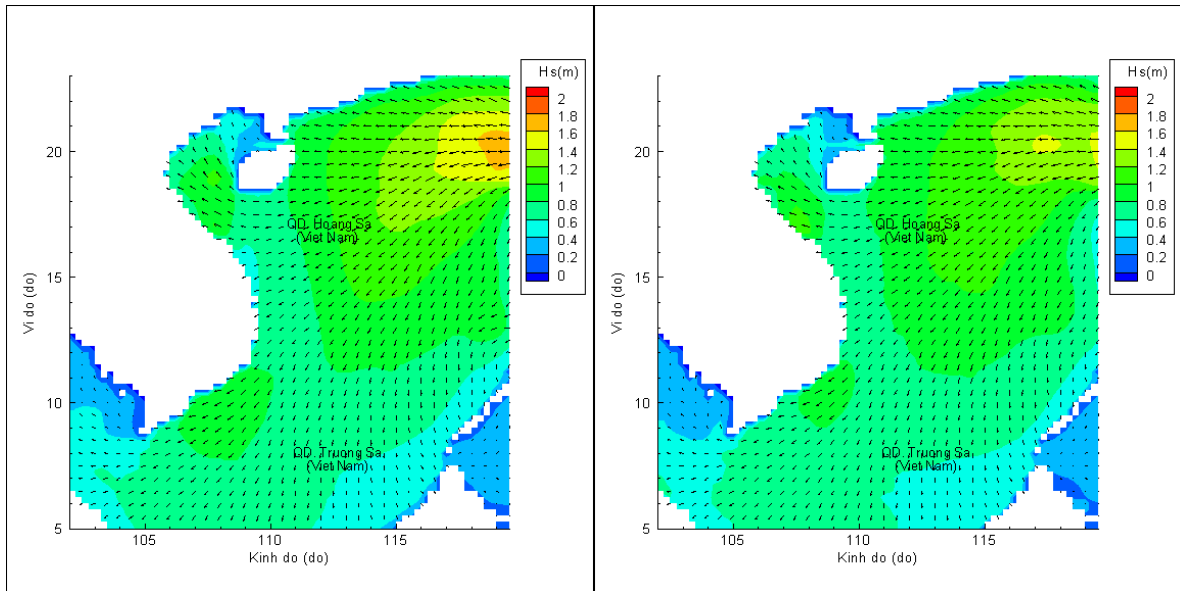 Hs(m)
2
1.8
1.6
1.4
1.2
1
0.8
0.6
0.4
0.2
0
20
15
10
5
Vi do (do)
QD. Hoang Sa
(Viet Nam)
QD. Truong Sa
(Viet Nam)
105
110
115
Kinh do (do)
Hs(m)
2
1.8
1.6
1.4
1.2
1
0.8
0.6
0.4
0.2
0
20
15
10
5
Vi do (do)
QD. Hoang Sa
(Viet Nam)
QD. Truong Sa
(Viet Nam)
105
110
115
Kinh do (do)